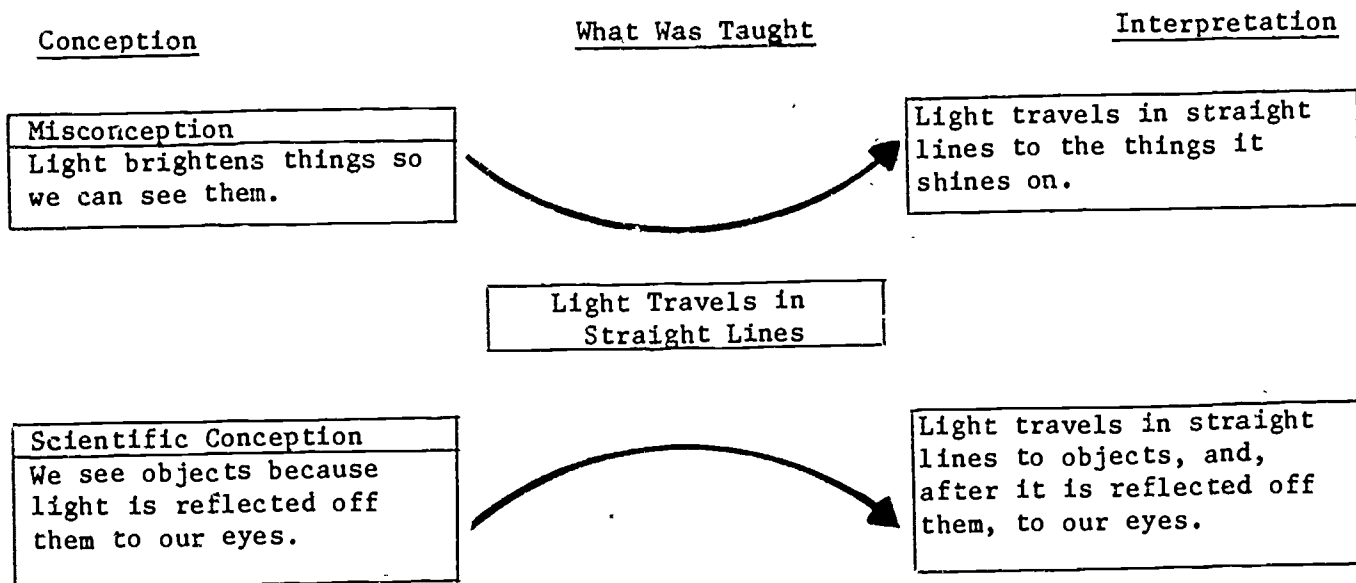 Conception
What Was Taught
Interpretation
Misconception
Light brightens things so
we can see them.
Light travels in straight
lines to the things it
shines on.
Light Travels in
Straight Lines
Scientific Conception
We see objects because
light is reflected off
them to our eyes.
Light travels in straight
lines to objects, and,
after it is reflected off
them, to our eyes.